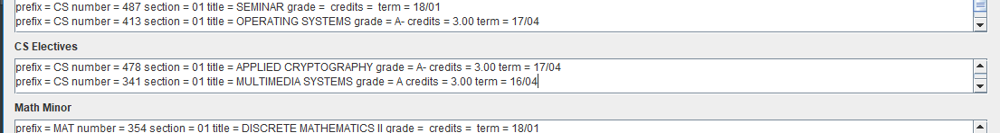 prefix = CS number = 487 section = 01 title = SEMINAR grade =  credits =  term = 18/01
prefix = CS number = 413 section = 01 title = OPERATING SYSTEMS grade = A- credits = 3.00 term = 17/04
CS Electives
prefix = CS number = 478 section = 01 title = APPLIED CRYPTOGRAPHY grade = A- credits = 3.00 term = 17/04
prefix = CS number = 341 section = 01 title = MULTIMEDIA SYSTEMS grade = A credits = 3.00 term = 16/04
Math Minor
prefix = MAT number = 354 section = 01 title = DISCRETE MATHEMATICS II grade =  credits =  term = 18/01